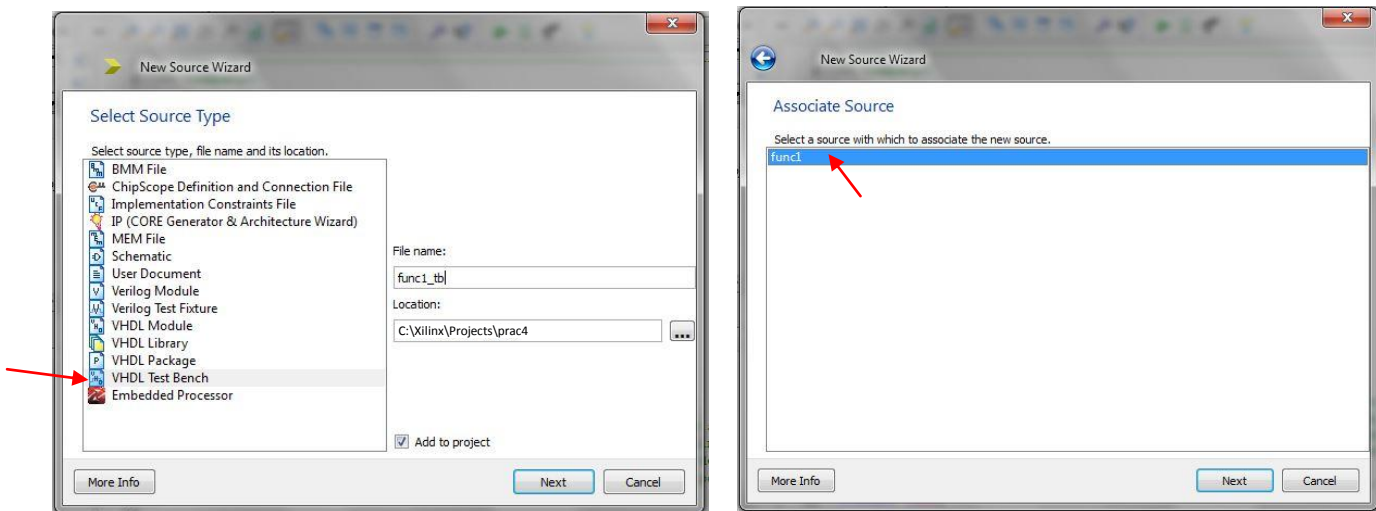 New Source Wizard
Select Source Type
Select source type, file name and its location.
BMM File
ChipScope Definition and Connection File
Implementation Constraints File
IP (CORE Generator & Architecture Wizard)
MEM File
Schematic
User Document
Verilog Module
Verilog Test Fixture
VHDL Module
VHDL Library
VHDL Package
VHDL Test Bench
Embedded Processor
File name:
func1_tb
Location:
C:\Xilinx\Projects\prac4
...
Add to project
More Info
Next
Cancel
New Source Wizard
Associate Source
Select a source with which to associate the new source.
func1
More Info
Next
Cancel